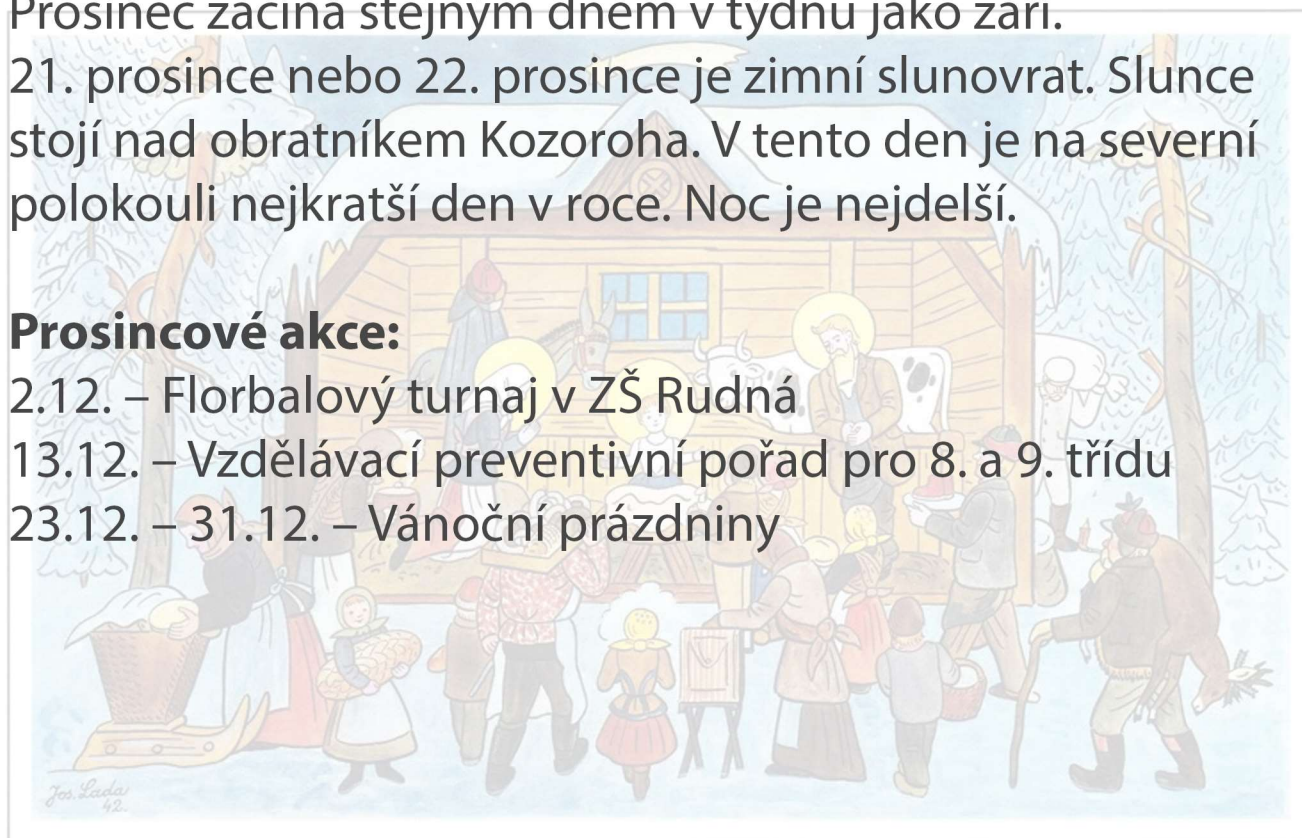 Prosinec začíná stejným dnem v týdnu jako září.
21. prosince nebo 22. prosince je zimní slunovrat. Slunce
stojí nad obratníkem Kozoroha. V tento den je na severní
polokouli nejkratší den v roce. Noc je nejdelší.
Prosincové akce:
2.12. – Florbalový turnaj v ZŠ Rudná
13.12. – Vzdělávací preventivní pořad pro 8. a 9. třídu
23.12. – 31.12. – Vánoční prázdniny
Jos. Lada
42.